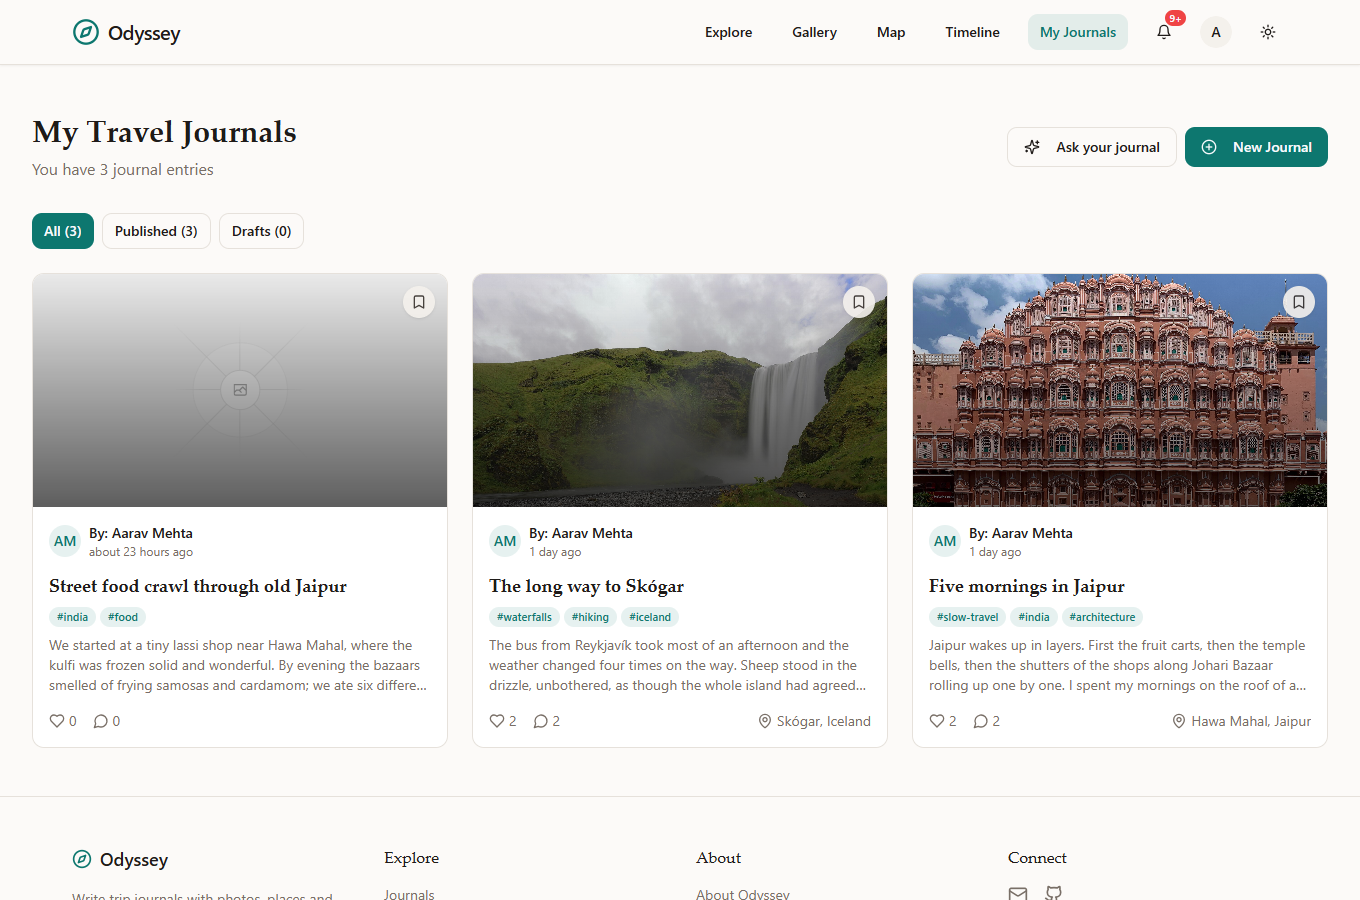 Odyssey
Explore
Gallery
Map
Timeline
My Journals
9+
A
My Travel Journals
You have 3 journal entries
Ask your journal
New Journal
All (3)
Published (3)
Drafts (0)
AM
By: Aarav Mehta
about 23 hours ago
Street food crawl through old Jaipur
#india
#food
We started at a tiny lassi shop near Hawa Mahal, where the
kulfi was frozen solid and wonderful. By evening the bazaars
smelled of frying samosas and cardamom; we ate six differe...
0
0
AM
By: Aarav Mehta
1 day ago
The long way to Skógar
#waterfalls
#hiking
#iceland
The bus from Reykjavík took most of an afternoon and the
weather changed four times on the way. Sheep stood in the
drizzle, unbothered, as though the whole island had agreed...
2
2
Skógar, Iceland
AM
By: Aarav Mehta
1 day ago
Five mornings in Jaipur
#slow-travel
#india
#architecture
Jaipur wakes up in layers. First the fruit carts, then the temple
bells, then the shutters of the shops along Johari Bazaar
rolling up one by one. I spent my mornings on the roof of a...
2
2
Hawa Mahal, Jaipur
Odyssey
Write trip journals with photos, places and
Explore
Journals
About
About Odyssey
Connect